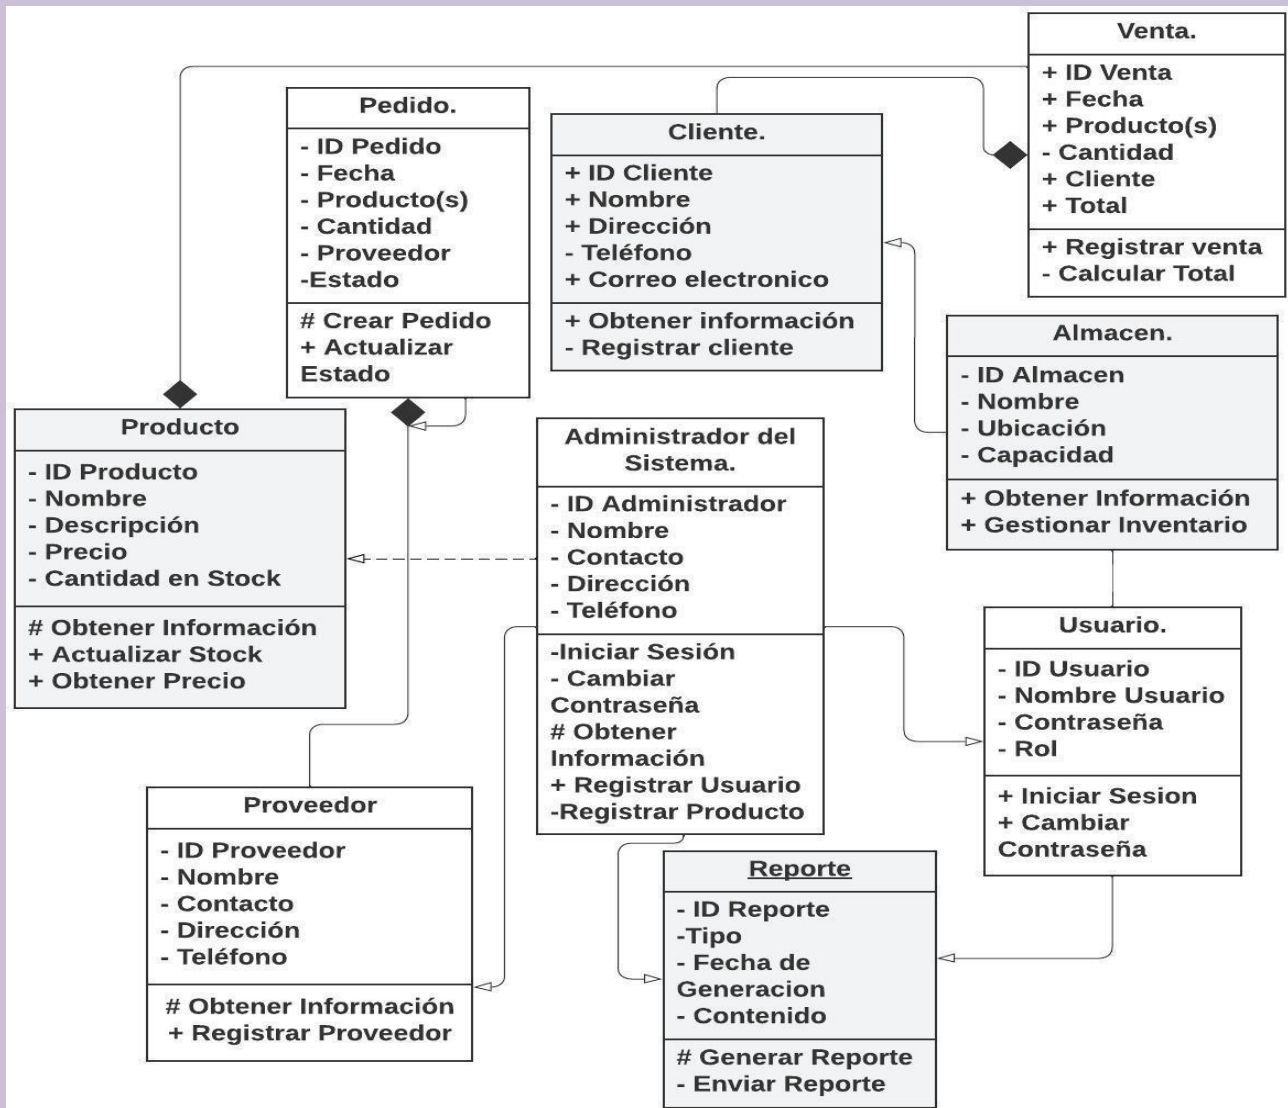 Venta.
+ ID Venta
+ Fecha
+ Producto(s)
- Cantidad
+ Cliente
+ Total
+ Registrar venta
- Calcular Total
Pedido.
- ID Pedido
- Fecha
- Producto(s)
- Cantidad
- Proveedor
-Estado
# Crear Pedido
+ Actualizar
Estado
Cliente.
+ ID Cliente
+ Nombre
+ Dirección
- Teléfono
+ Correo electronico
+ Obtener información
- Registrar cliente
Almacen.
- ID Almacen
- Nombre
- Ubicación
- Capacidad
+ Obtener Información
+ Gestionar Inventario
Producto
- ID Producto
- Nombre
- Descripción
- Precio
- Cantidad en Stock
# Obtener Información
+ Actualizar Stock
+ Obtener Precio
Administrador del
Sistema.
- ID Administrador
- Nombre
- Contacto
- Dirección
- Teléfono
-Iniciar Sesión
- Cambiar
Contraseña
# Obtener
Información
+ Registrar Usuario
-Registrar Producto
Usuario.
- ID Usuario
- Nombre Usuario
- Contraseña
- Rol
+ Iniciar Sesion
+ Cambiar
Contraseña
Proveedor
- ID Proveedor
- Nombre
- Contacto
- Dirección
- Teléfono
# Obtener Información
+ Registrar Proveedor
Reporte
- ID Reporte
-Tipo
- Fecha de
Generacion
- Contenido
# Generar Reporte
- Enviar Reporte